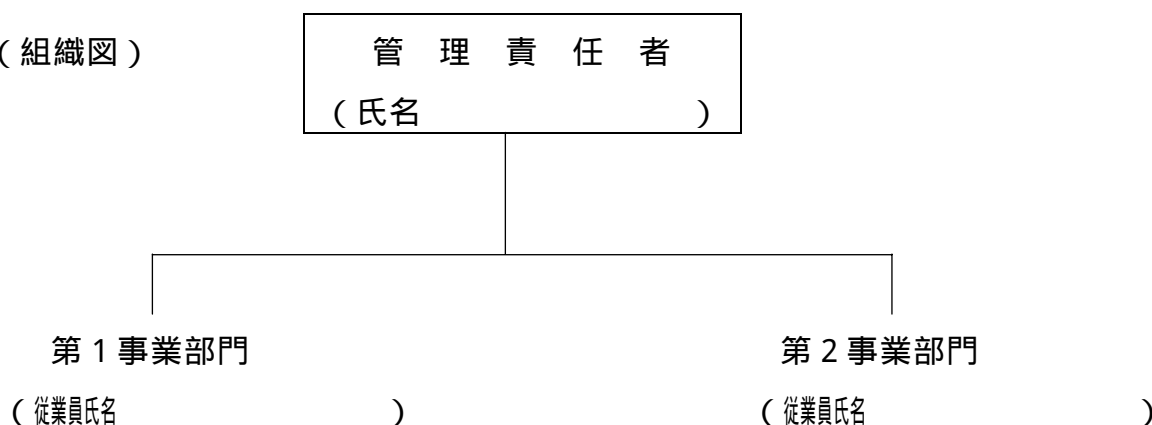 (組織図)
管理責任者
(氏名 )
第1事業部門 第2事業部門
(従業員氏名 ) (従業員氏名 )